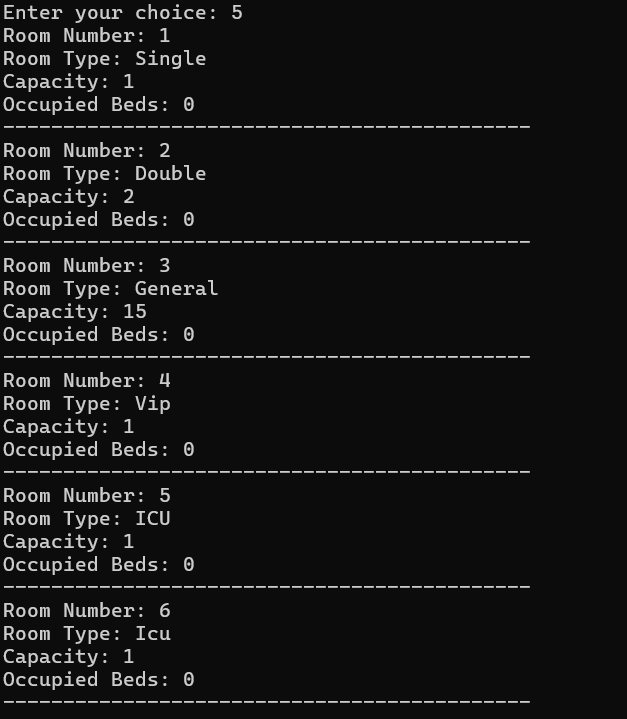 Enter your choice: 5
Room Number: 1
Room Type: Single
Capacity: 1
Occupied Beds: 0
--------------------------------------------
Room Number: 2
Room Type: Double
Capacity: 2
Occupied Beds: 0
--------------------------------------------
Room Number: 3
Room Type: General
Capacity: 15
Occupied Beds: 0
--------------------------------------------
Room Number: 4
Room Type: Vip
Capacity: 1
Occupied Beds: 0
--------------------------------------------
Room Number: 5
Room Type: ICU
Capacity: 1
Occupied Beds: 0
--------------------------------------------
Room Number: 6
Room Type: Icu
Capacity: 1
Occupied Beds: 0
--------------------------------------------